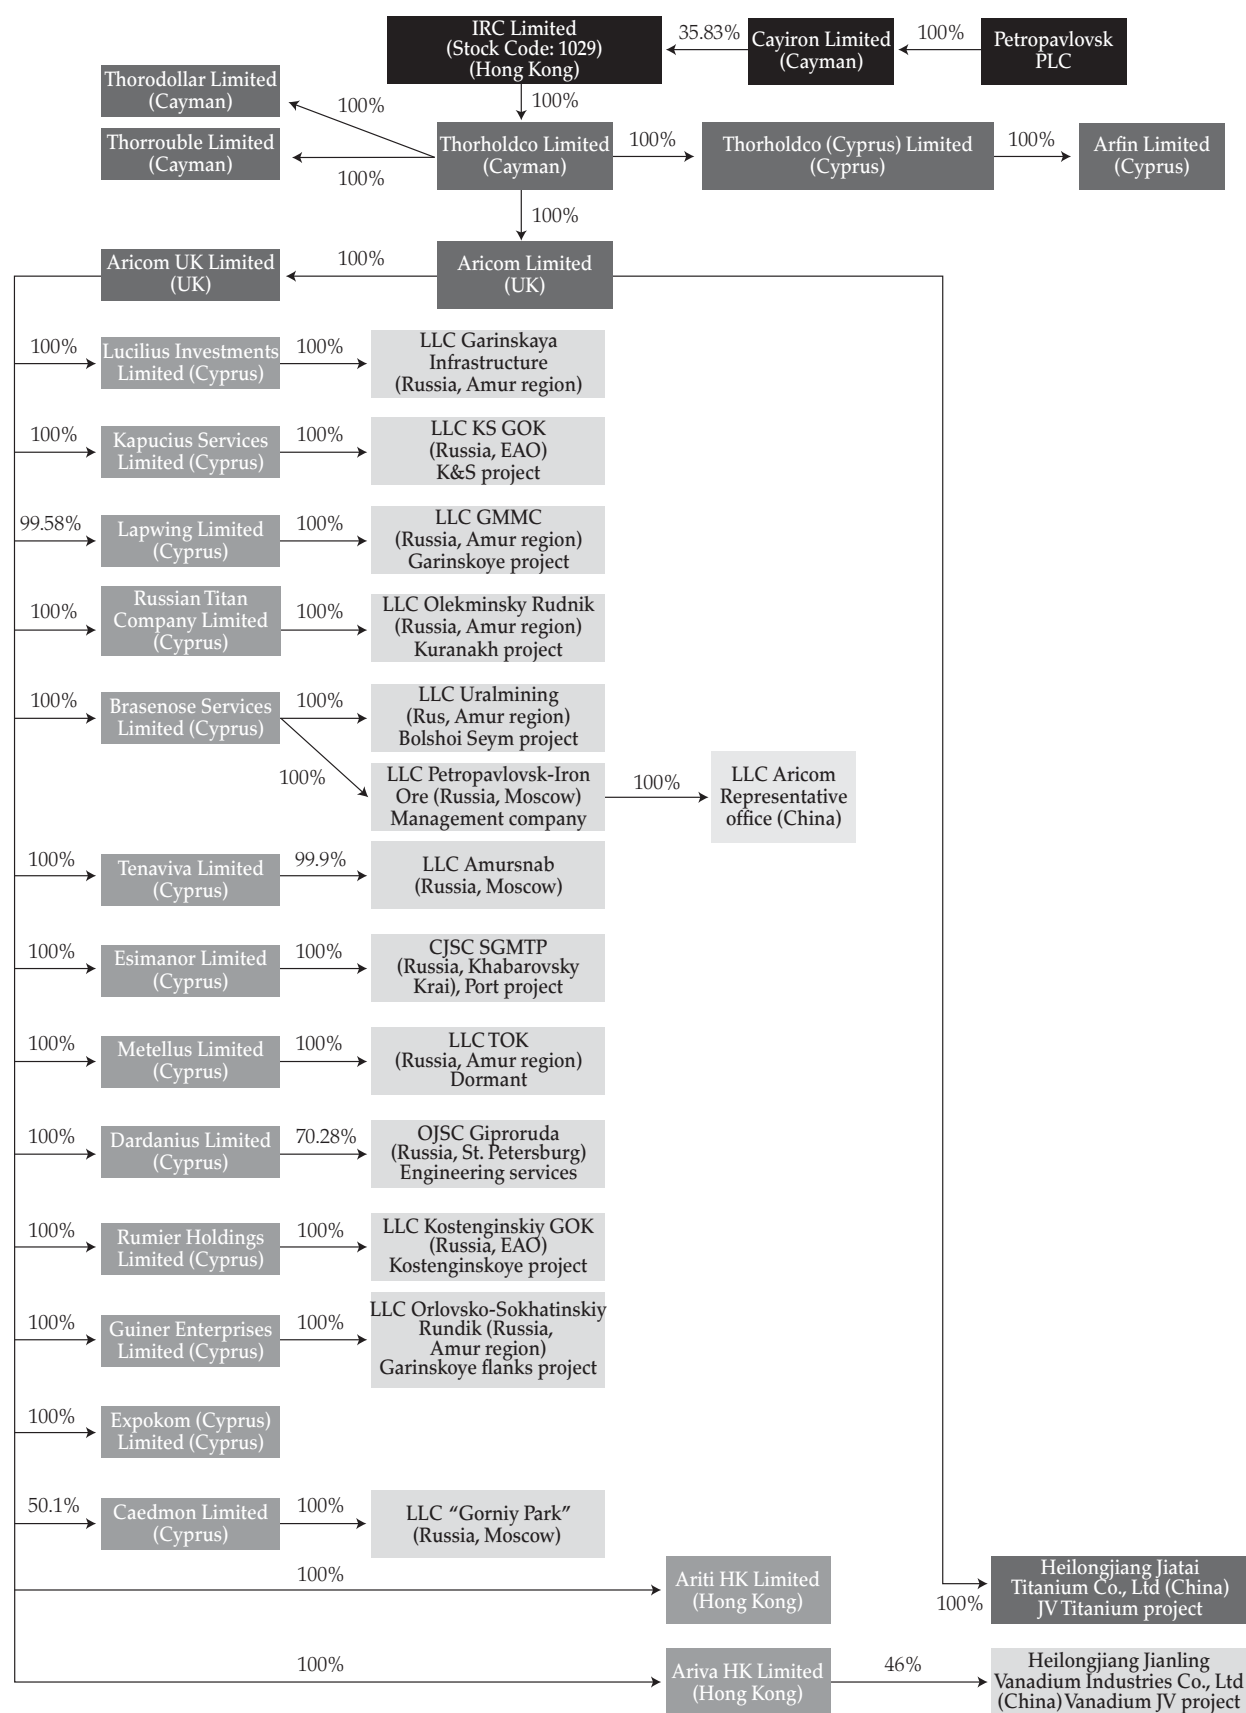 IRC Limited
(Stock Code: 1029)
(Hong Kong)
35.83%
Cayiron Limited
(Cayman)
100%
Petropavlovsk
PLC
Thorodollar Limited
(Cayman)
100%
100%
Thorrouble Limited
(Cayman)
100%
Thorholdco Limited
(Cayman)
100%
Thorholdco (Cyprus) Limited
(Cyprus)
100%
Arfin Limited
(Cyprus)
100%
Aricom UK Limited
(UK)
100%
Aricom Limited
(UK)
100%
Lucilius Investments
Limited (Cyprus)
100%
LLC Garinskaya
Infrastructure
(Russia, Amur region)
100%
Kapucius Services
Limited (Cyprus)
100%
LLC KS GOK
(Russia, EAO)
K&S project
99.58%
Lapwing Limited
(Cyprus)
100%
LLC GMMC
(Russia, Amur region)
Garinskoye project
100%
Russian Titan
Company Limited
(Cyprus)
100%
LLC Olekminsky Rudnik
(Russia, Amur region)
Kuranakh project
100%
Brasenose Services
Limited (Cyprus)
100%
LLC Uralmining
(Rus, Amur region)
Bolshoi Seym project
100%
LLC Petropavlovsk-Iron
Ore (Russia, Moscow)
Management company
100%
LLC Aricom
Representative
office (China)
100%
Tenaviva Limited
(Cyprus)
99.9%
LLC Amursnab
(Russia, Moscow)
100%
Esimanor Limited
(Cyprus)
100%
CJSC SGMTP
(Russia, Khabarovsky
Krai), Port project
100%
Metellus Limited
(Cyprus)
100%
LLC TOK
(Russia, Amur region)
Dormant
100%
Dardanius Limited
(Cyprus)
70.28%
OJSC Giproruda
(Russia, St. Petersburg)
Engineering services
100%
Rumier Holdings
Limited (Cyprus)
100%
LLC Kostenginskiy GOK
(Russia, EAO)
Kostenginskoye project
100%
Guiner Enterprises
Limited (Cyprus)
100%
LLC Orlovsko-Sokhatinskiy
Rundik (Russia,
Amur region)
Garinskoye flanks project
100%
Expokom (Cyprus)
Limited (Cyprus)
50.1%
Caedmon Limited
(Cyprus)
100%
LLC “Gorniy Park”
(Russia, Moscow)
100%
Ariti HK Limited
(Hong Kong)
100%
Heilongjiang Jiatai
Titanium Co., Ltd (China)
JV Titanium project
100%
Ariva HK Limited
(Hong Kong)
46%
Heilongjiang Jianling
Vanadium Industries Co., Ltd
(China) Vanadium JV project